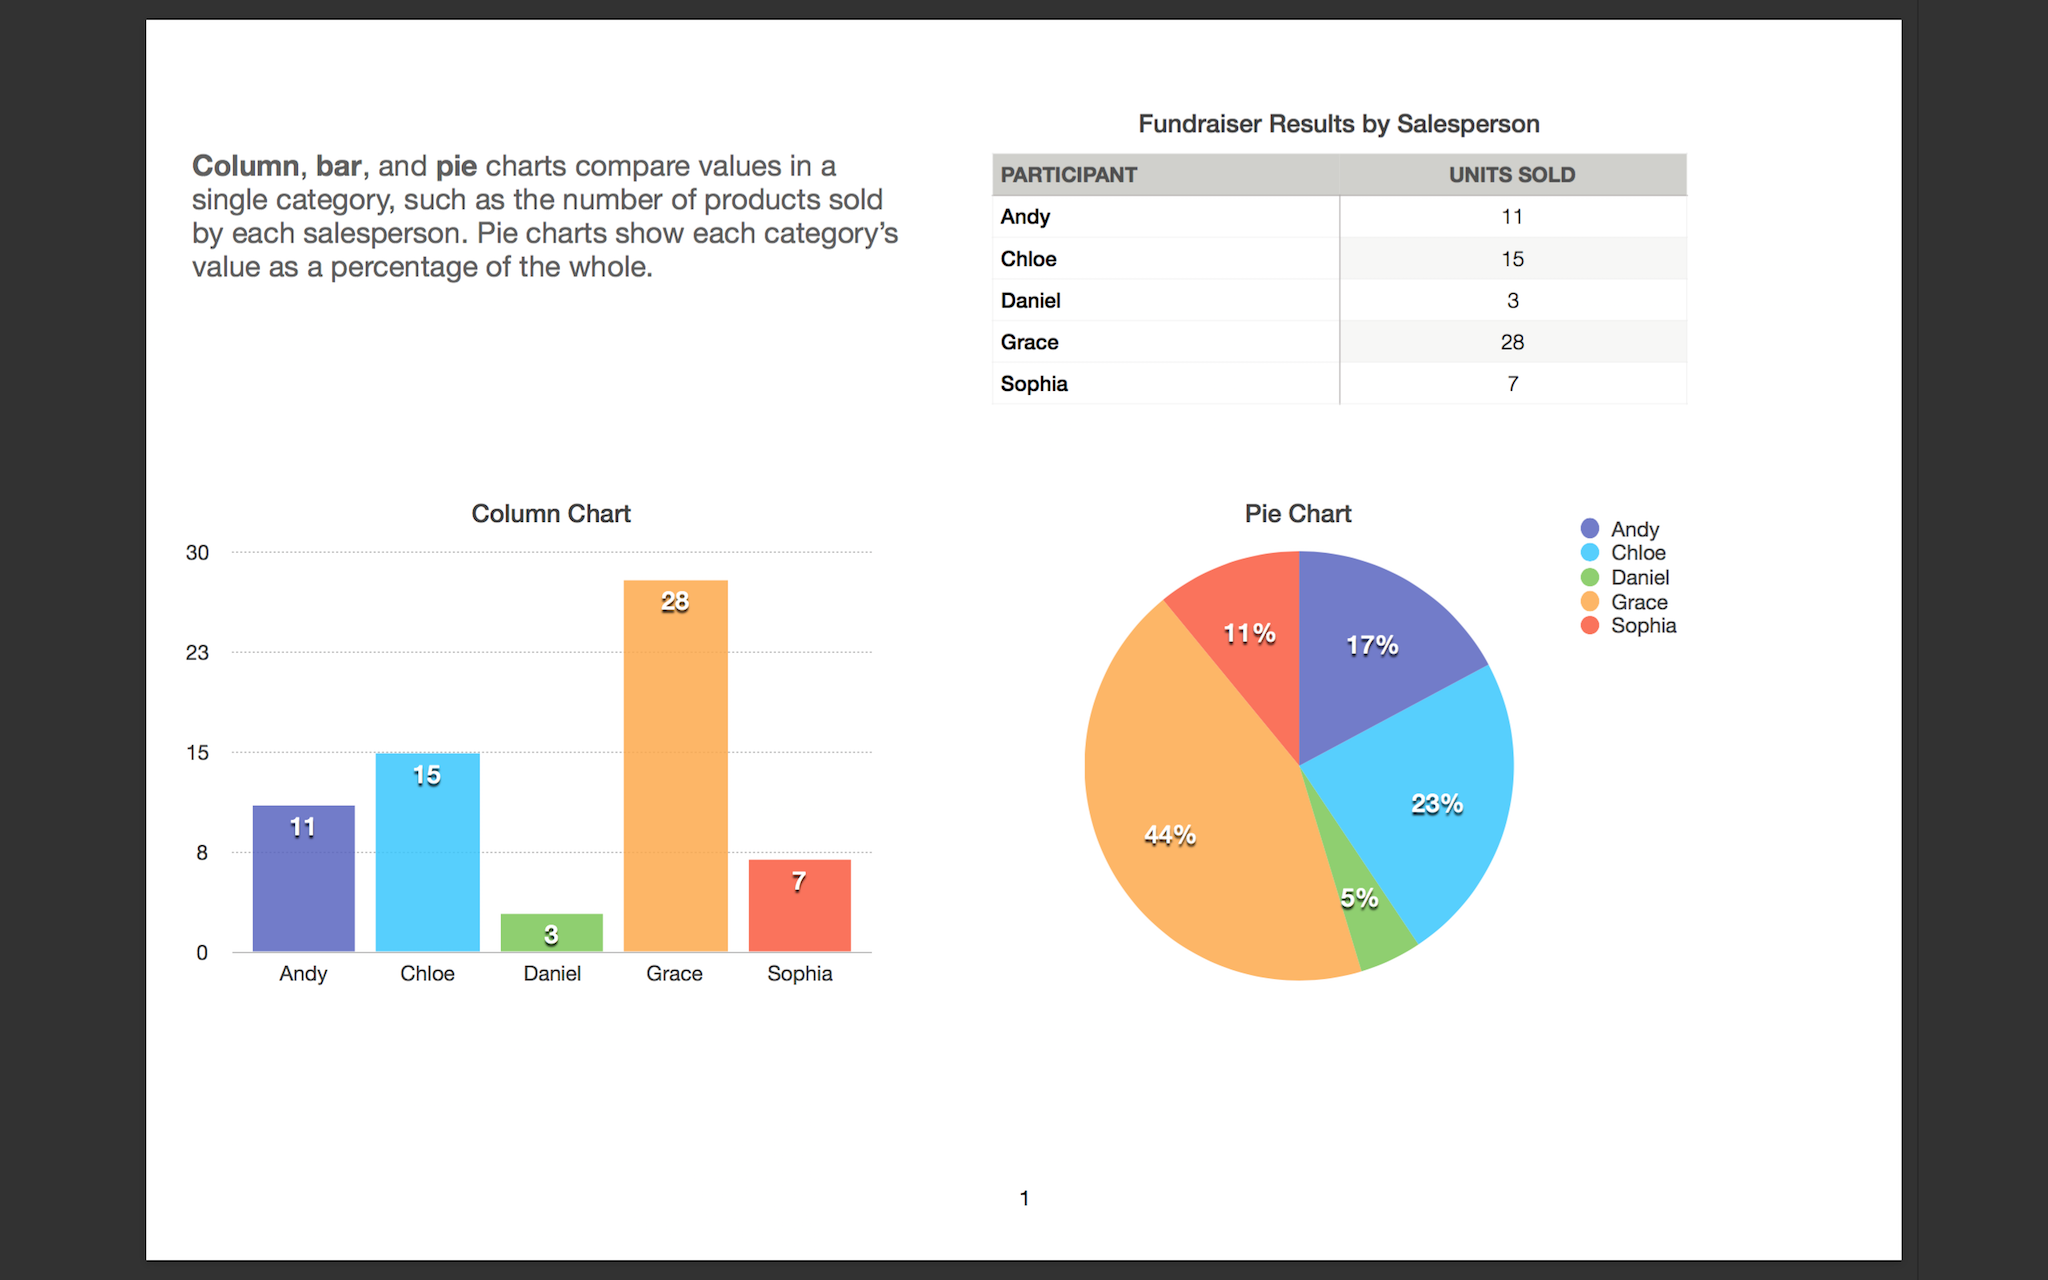 Column, bar, and pie charts compare values in a
single category, such as the number of products sold
by each salesperson. Pie charts show each category’s
value as a percentage of the whole.
Fundraiser Results by Salesperson
PARTICIPANT UNITS SOLD
Andy 11
Chloe 15
Daniel 3
Grace 28
Sophia 7
Column Chart
30
23
15
8
0
11
15
3
28
7
Andy Chloe Daniel Grace Sophia
Pie Chart
17%
23%
5%
44%
11%
Andy
Chloe
Daniel
Grace
Sophia
1